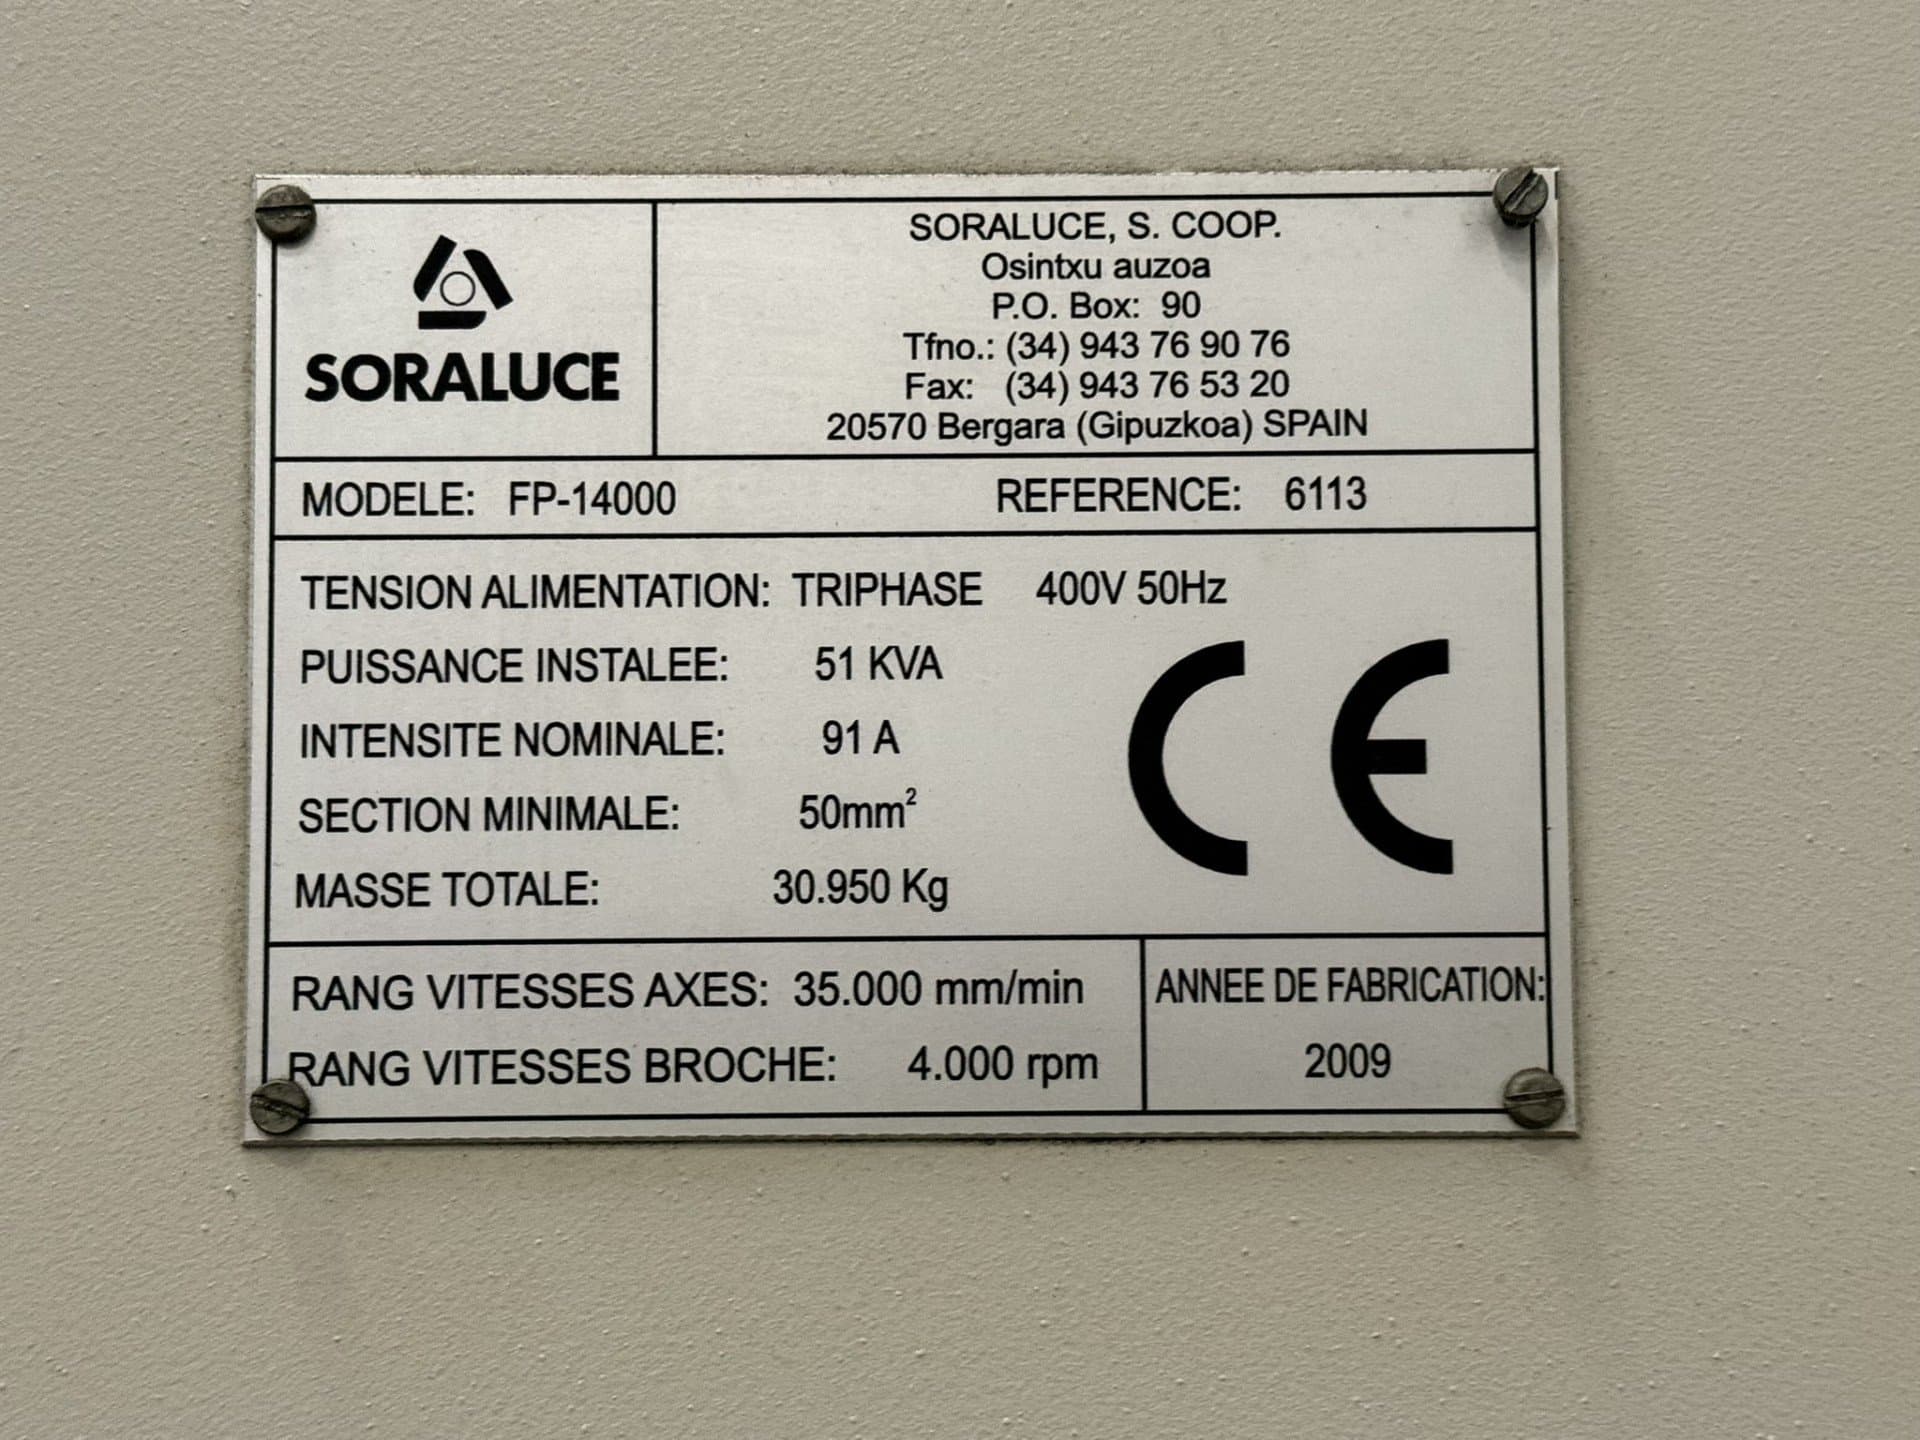 SORALUCE
SORALUCE, S. COOP.
Osintxu auzoa
P.O. Box: 90
Tfno.: (34) 943 76 90 76
Fax: (34) 943 76 53 20
20570 Bergara (Gipuzkoa) SPAIN
MODELE: FP-14000 REFERENCE: 6113
TENSION ALIMENTATION: TRIPHASE 400V 50Hz
PUISSANCE INSTALEE: 51 KVA
INTENSITE NOMINALE: 91 A
SECTION MINIMALE: 50mm²
MASSE TOTALE: 30.950 Kg
CE
RANG VITESSES AXES: 35.000 mm/min
RANG VITESSES BROCHE: 4.000 rpm
ANNEE DE FABRICATION:
2009